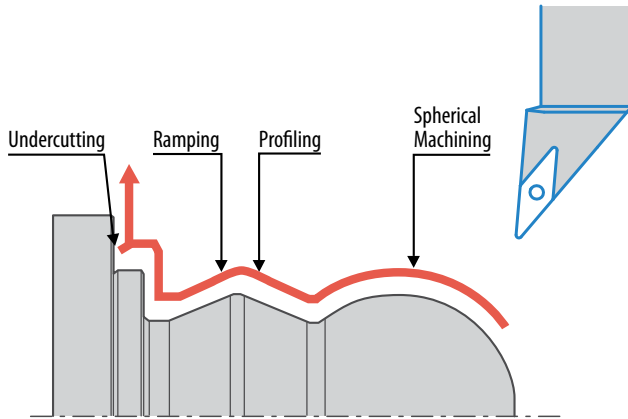 Undercutting
Ramping
Profiling
Spherical
Machining